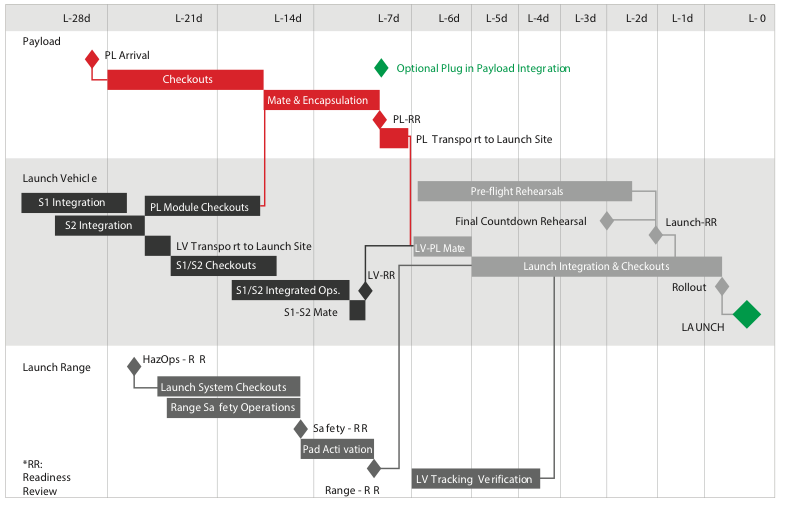 L-28d L-21d L-14d L-7d L-6d L-5d L-4d L-3d L-2d L-1d L- 0
Payload
PL Arrival
Optional Plug in Payload Integration
Checkouts
Mate & Encapsulation
PL-RR
PL Transport to Launch Site
Launch Vehicle
Pre-flight Rehearsals
S1 Integration
PL Module Checkouts
S2 Integration
Final Countdown Rehearsal
Launch-RR
LV Transport to Launch Site
LV-PL Mate
S1/S2 Checkouts
Launch Integration & Checkouts
LV-RR
S1/S2 Integrated Ops.
Rollout
S1-S2 Mate
LAUNCH
HazOps - R R
Launch Range
Launch System Checkouts
Range Safety Operations
Safety - RR
Pad Activation
*RR:
Readiness
Review
LV Tracking Verification
Range - R R